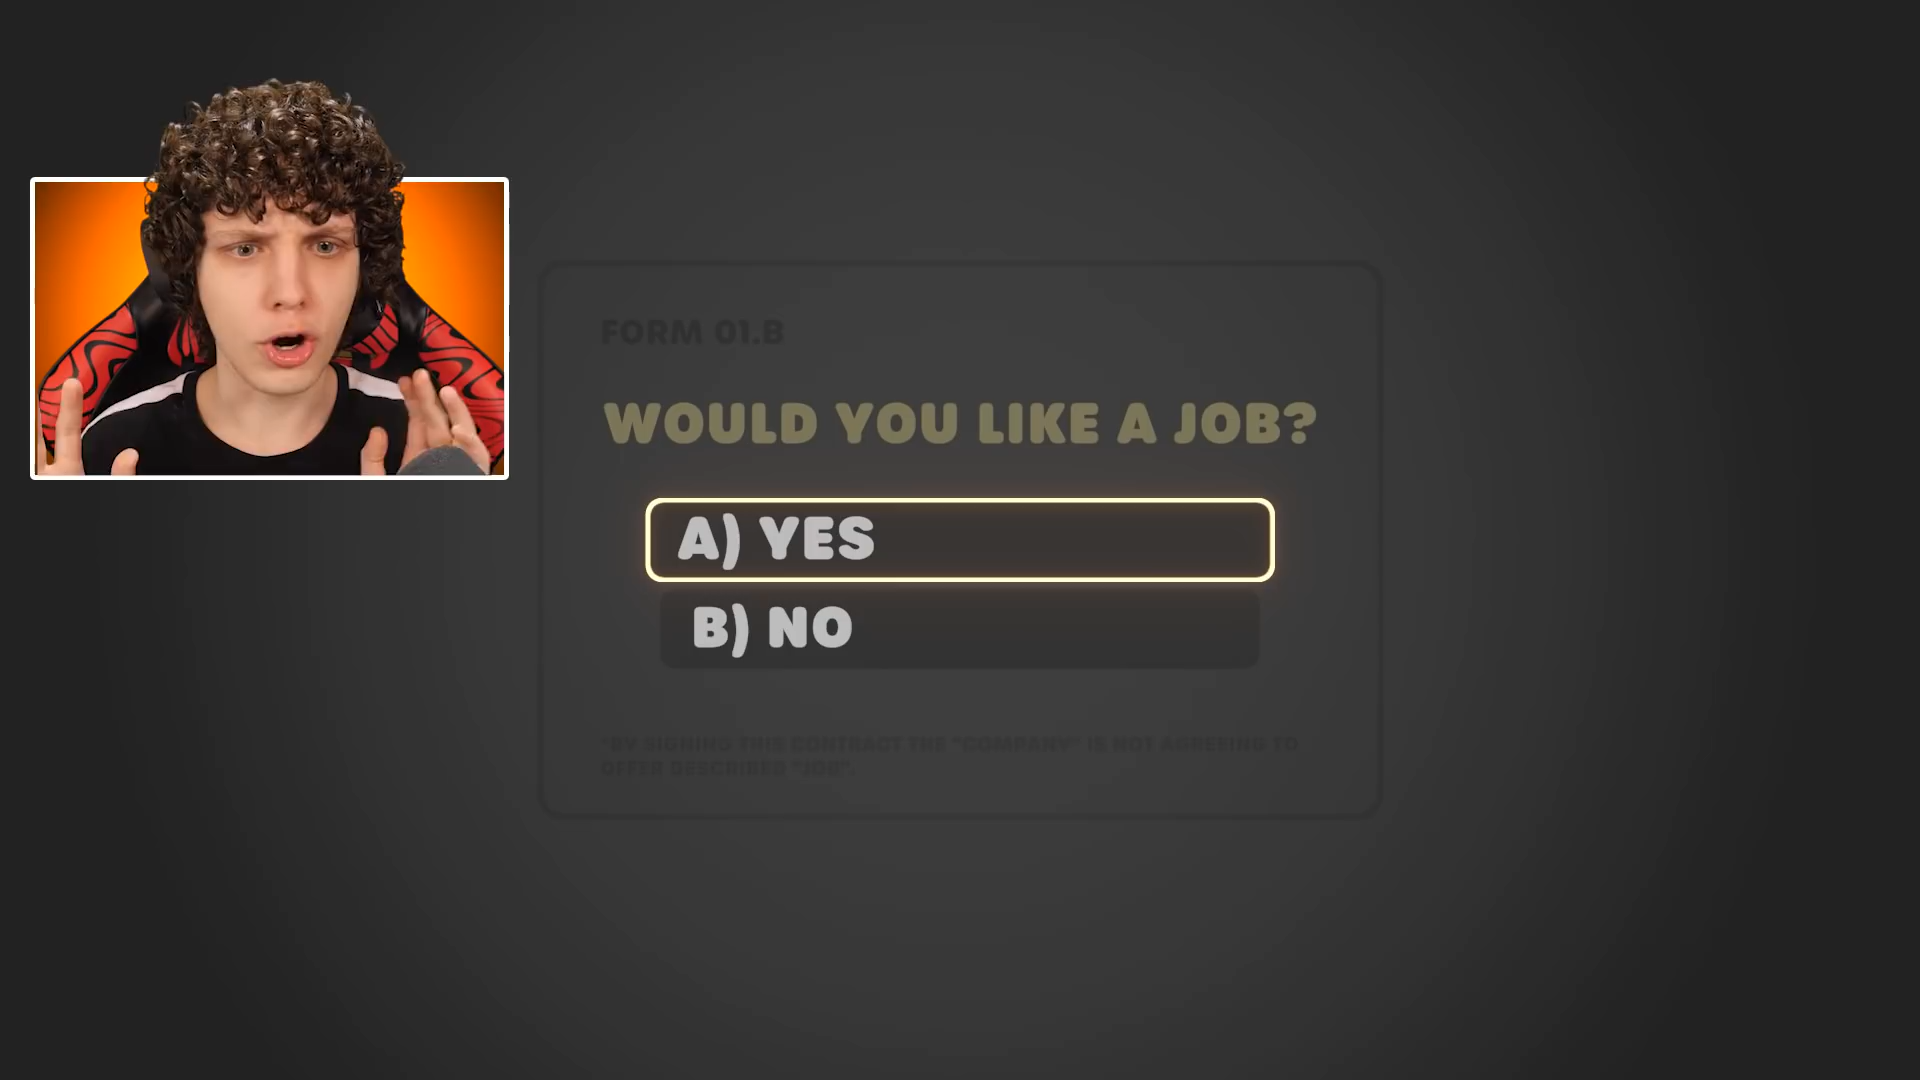 FORM 01.B
WOULD YOU LIKE A JOB?
A) YES
B) NO
*BY SIGNING THIS CONTRACT THE "COMPANY" IS NOT AGREEING TO
OFFER DESCRIBED "JOB".